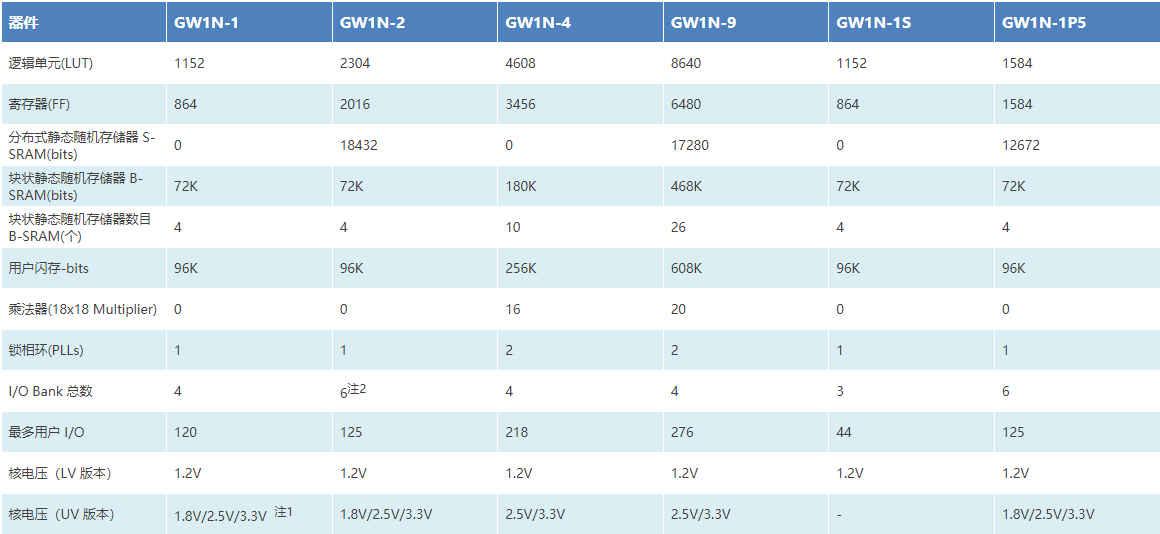 器件 GW1N-1 GW1N-2 GW1N-4 GW1N-9 GW1N-1S GW1N-1P5
逻辑单元(LUT) 1152 2304 4608 8640 1152 1584
寄存器(FF) 864 2016 3456 6480 864 1584
分布式静态随机存储器 S-
SRAM(bits) 0 18432 0 17280 0 12672
块状静态随机存储器 B-
SRAM(bits) 72K 72K 180K 468K 72K 72K
块状静态随机存储器数目
B-SRAM(个) 4 4 10 26 4 4
用户闪存-bits 96K 96K 256K 608K 96K 96K
乘法器(18x18 Multiplier) 0 0 16 20 0 0
锁相环(PLLs) 1 1 2 2 1 1
I/O Bank 总数 4 6注2 4 4 3 6
最多用户 I/O 120 125 218 276 44 125
核电压（LV 版本） 1.2V 1.2V 1.2V 1.2V 1.2V 1.2V
核电压（UV 版本） 1.8V/2.5V/3.3V 注1 1.8V/2.5V/3.3V 2.5V/3.3V 2.5V/3.3V - 1.8V/2.5V/3.3V